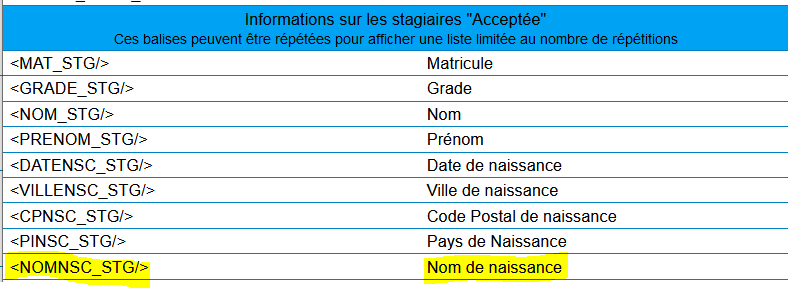 Informations sur les stagiaires "Acceptée"
Ces balises peuvent être répétées pour afficher une liste limitée au nombre de répétitions
<MAT_STG/> Matricule
<GRADE_STG/> Grade
<NOM_STG/> Nom
<PRENOM_STG/> Prénom
<DATENSC_STG/> Date de naissance
<VILLENSC_STG/> Ville de naissance
<CPNSC_STG/> Code Postal de naissance
<PINSC_STG/> Pays de Naissance
<NOMNSC_STG/> Nom de naissance